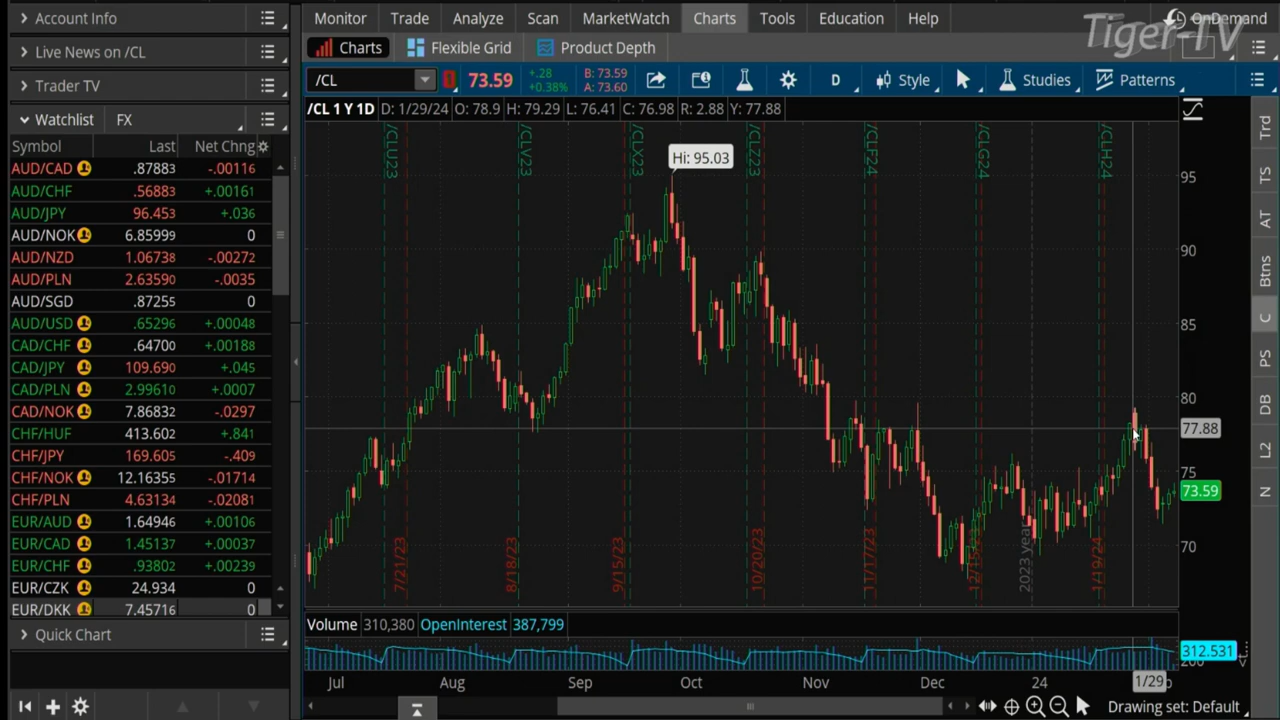 Account Info
Live News on /CL
Trader TV
Watchlist FX
Symbol Last Net Chng
AUD/CAD .87883 -.00116
AUD/CHF .56883 +.00161
AUD/JPY 96.453 +.036
AUD/NOK 6.85999 0
AUD/NZD 1.06738 -.00272
AUD/PLN 2.63590 -.0035
AUD/SGD .87255 0
AUD/USD .65296 +.00048
CAD/CHF .64700 +.00188
CAD/JPY 109.690 +.045
CAD/PLN 2.99610 +.0007
CAD/NOK 7.86832 -.0297
CHF/HUF 413.602 +.841
CHF/JPY 169.605 -.409
CHF/NOK 12.16355 -.01714
CHF/PLN 4.63134 -.02081
EUR/AUD 1.64946 +.00106
EUR/CAD 1.45137 +.00037
EUR/CHF .93802 +.00239
EUR/CZK 24.934 0
EUR/DKK 7.45716 0
Quick Chart
Monitor Trade Analyze Scan MarketWatch Charts Tools Education Help OnDemand
Tiger-TV
Charts Flexible Grid Product Depth
/CL 73.59 +.28 +0.38% B: 73.59 A: 73.60 D Style Studies Patterns
/CL 1 Y 1D D: 1/29/24 O: 78.9 H: 79.29 L: 76.41 C: 76.98 R: 2.88 Y: 77.88
/CLU23 /CLV23 /CLX23 /CLZ23 /CLF24 /CLG24 /CLH24
Hi: 95.03
95
90
85
80
77.88
75
73.59
70
7/21/23 8/18/23 9/15/23 10/20/23 11/17/23 2023 year 1/19/24
Volume 310,380 OpenInterest 387,799
312.531
Jul Aug Sep Oct Nov Dec 24 1/29
Drawing set: Default
Trd
TS
AT
Btns
C
PS
DB
L2
N